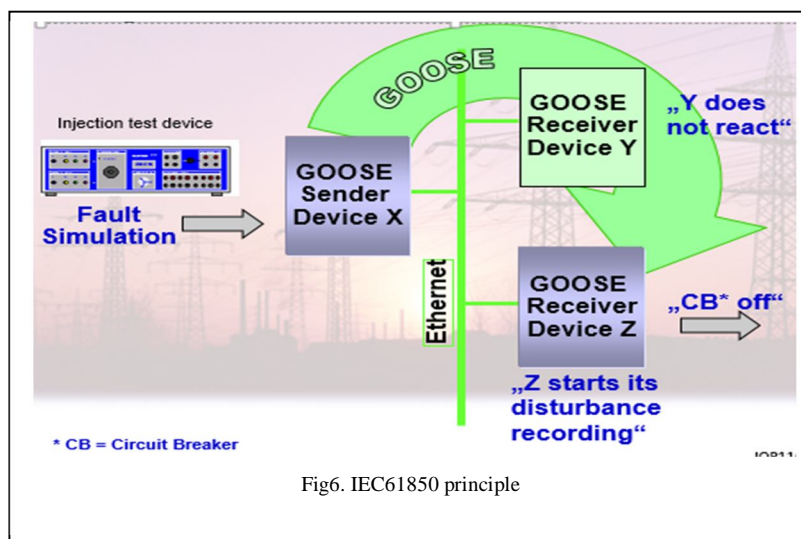 GOOSE
Injection test device
Fault
Simulation
GOOSE
Sender
Device X
Ethernet
GOOSE
Receiver
Device Y
„Y does
not react“
GOOSE
Receiver
Device Z
„CB* off“
„Z starts its
disturbance
recording“
* CB = Circuit Breaker
Fig6. IEC61850 principle